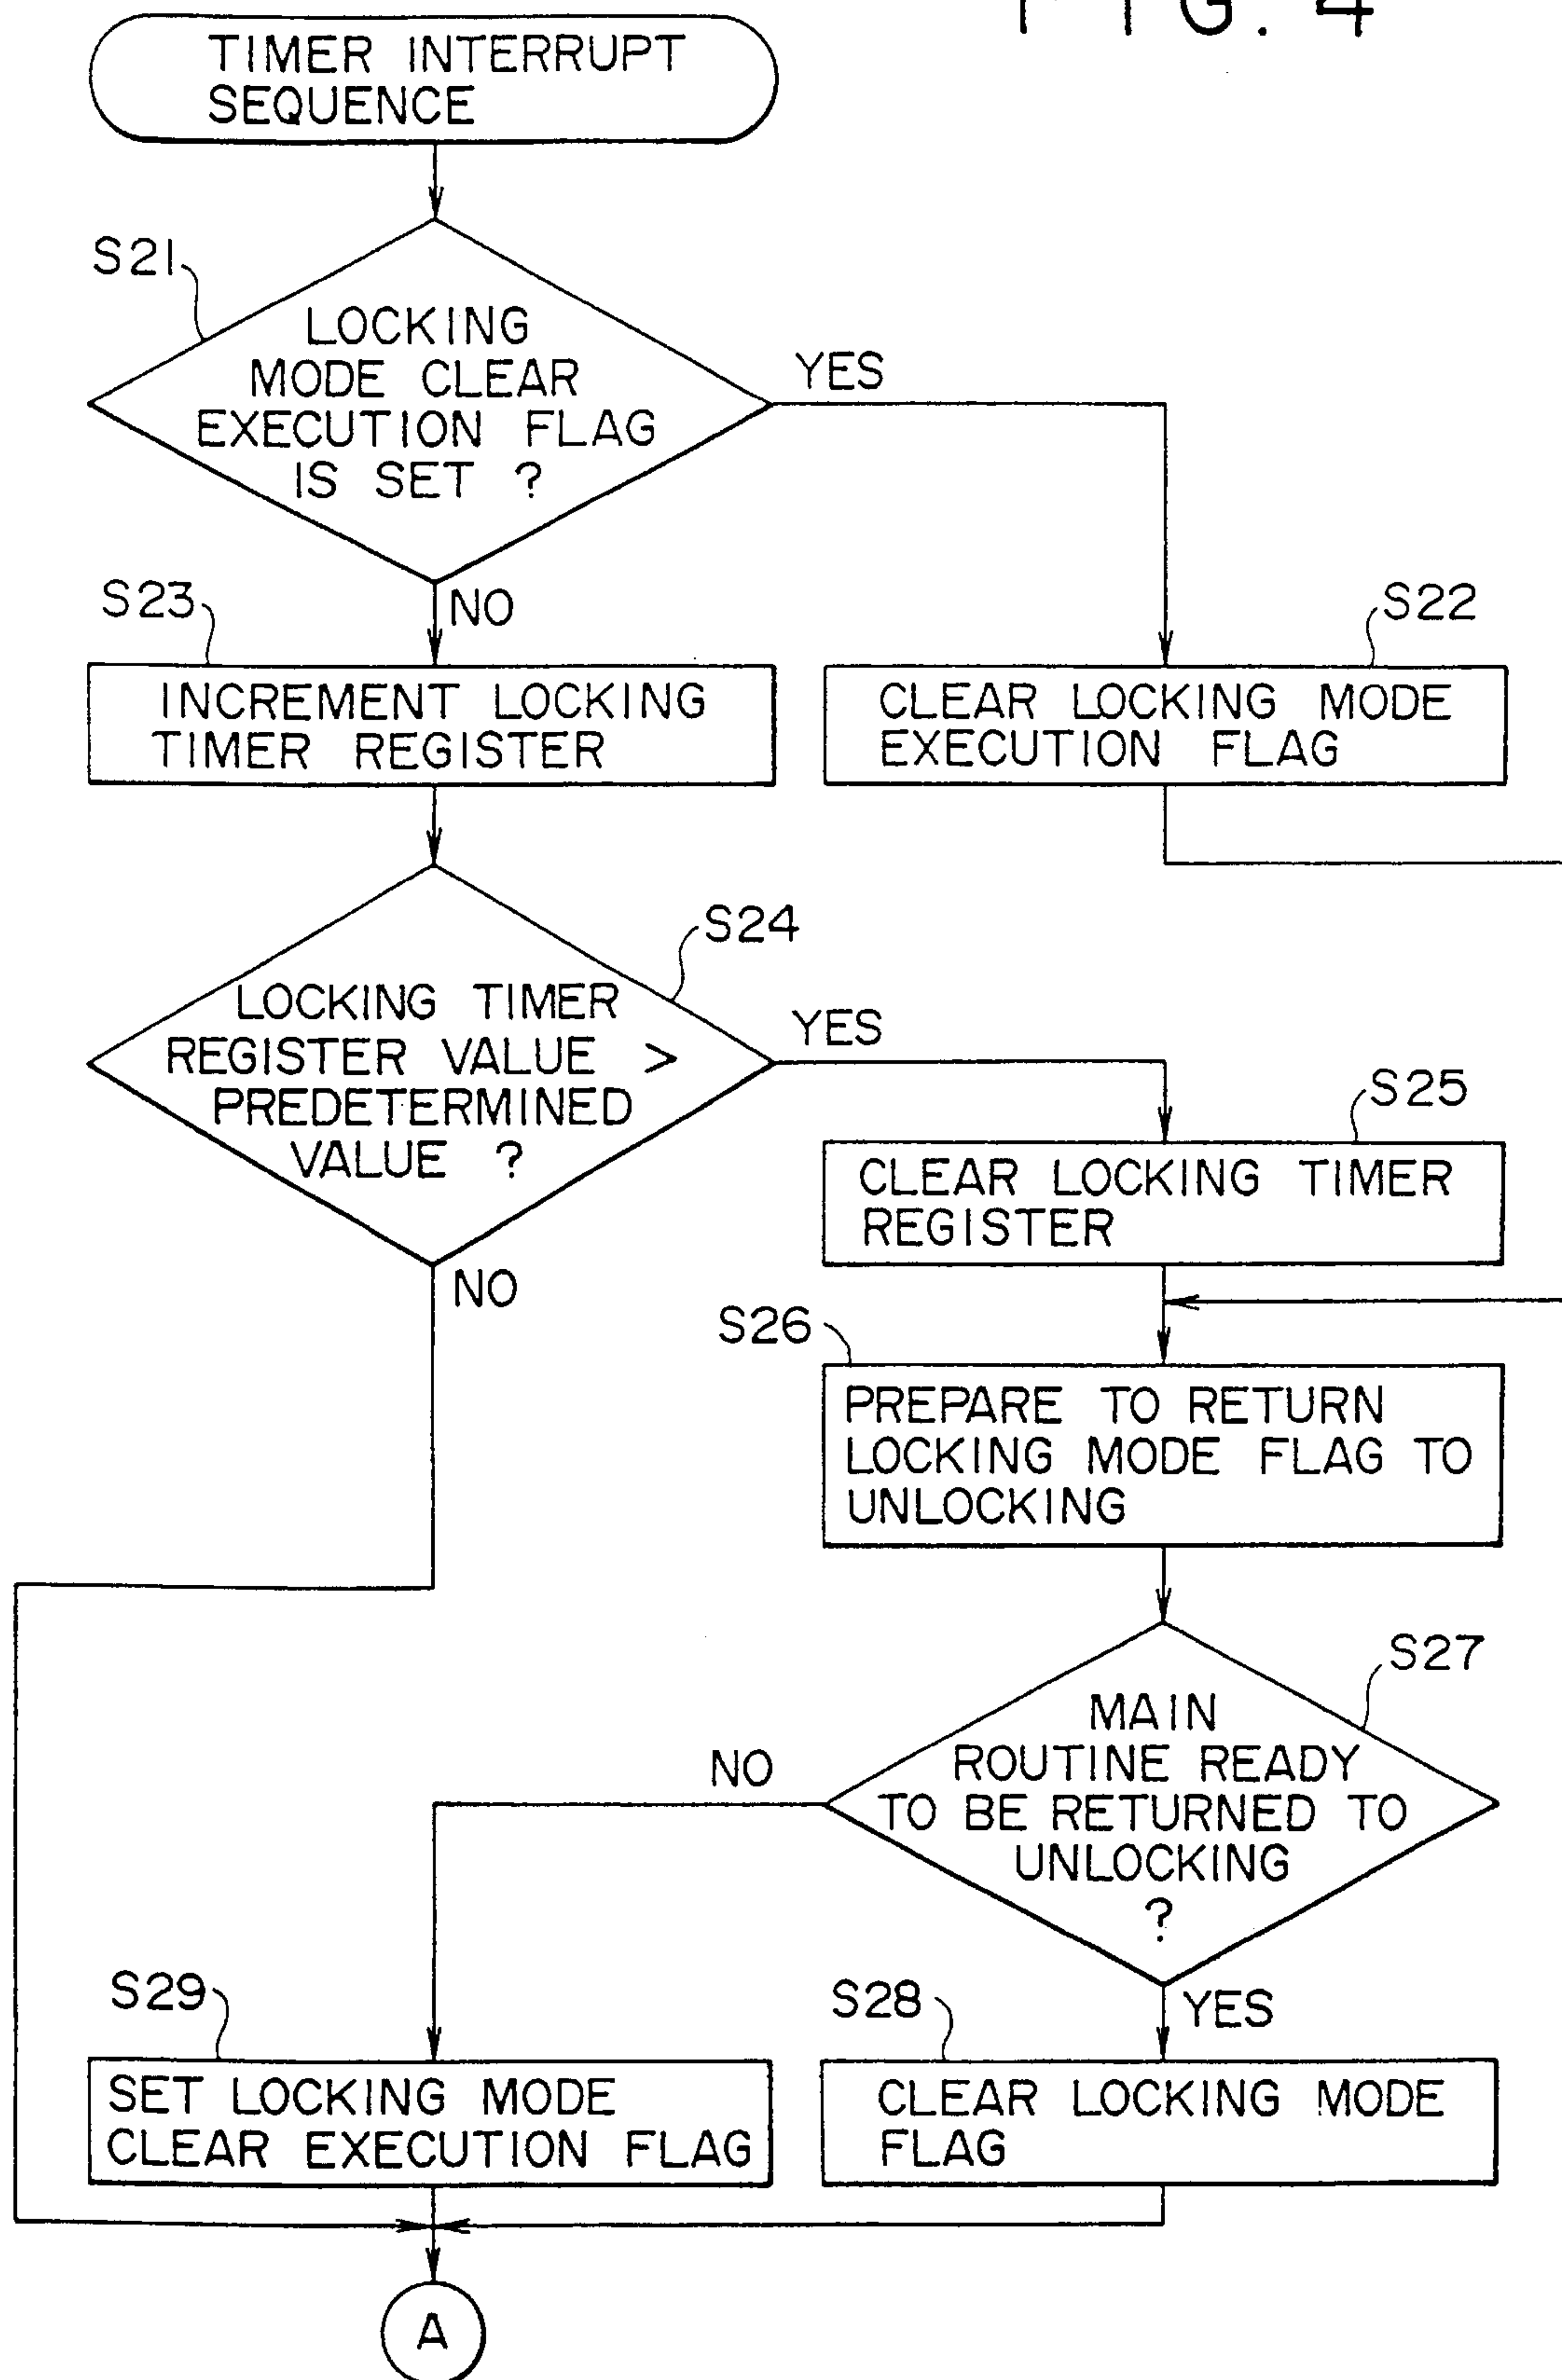 FIG. 4
TIMER INTERRUPT
SEQUENCE
S21
LOCKING
MODE CLEAR
EXECUTION FLAG
IS SET ?
YES
NO
S23
INCREMENT LOCKING
TIMER REGISTER
S22
CLEAR LOCKING MODE
EXECUTION FLAG
S24
LOCKING TIMER
REGISTER VALUE >
PREDETERMINED
VALUE ?
YES
NO
S25
CLEAR LOCKING TIMER
REGISTER
S26
PREPARE TO RETURN
LOCKING MODE FLAG TO
UNLOCKING
S27
MAIN
ROUTINE READY
TO BE RETURNED TO
UNLOCKING
?
NO
YES
S29
SET LOCKING MODE
CLEAR EXECUTION FLAG
S28
CLEAR LOCKING MODE
FLAG
A